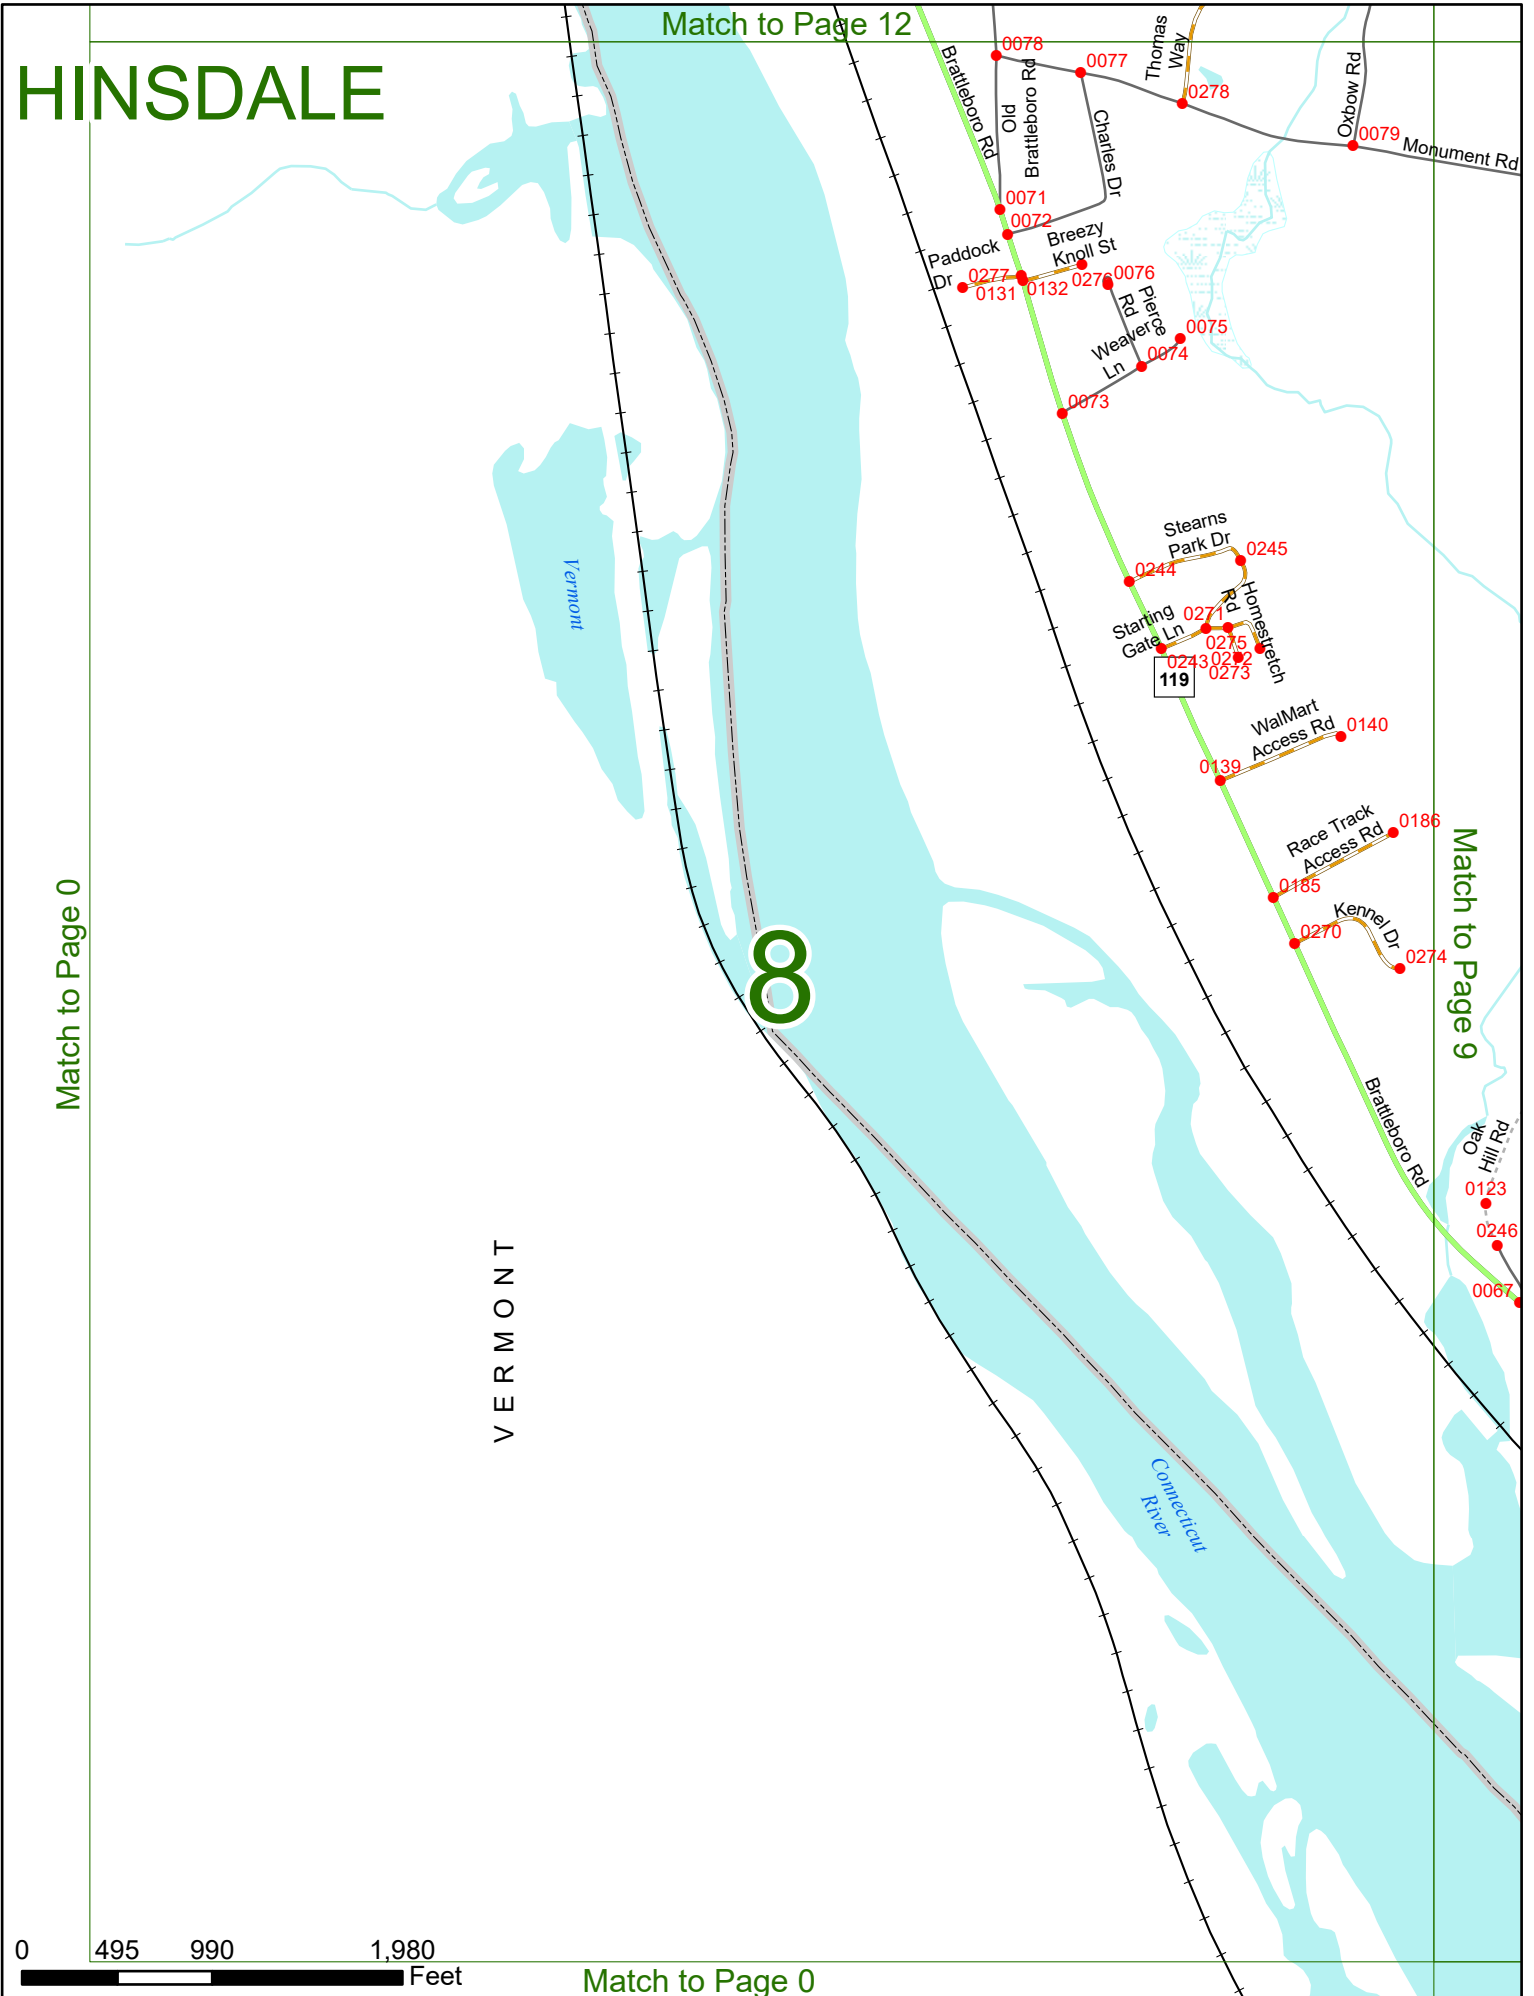 Match to Page 12
HINSDALE
Brattleboro Rd
Old
Brattleboro Rd
0078
0077
Thomas
Way
0278
Oxbow Rd
0079
Monument Rd
Charles Dr
0071
0072
Paddock
Dr
0277
0131
0132
Breezy
Knoll St
0276
0076
Pierce
Rd
0075
Weaver
Ln
0074
0073
Vermont
Stearns
Park Dr
0245
0244
Starting
Gate Ln
0271
Homestretch
Rd
0275
0243
0272
0273
119
WalMart
Access Rd
0140
0139
Race Track
Access Rd
0186
0185
Kennel Dr
0270
0274
Match to Page 0
8
Match to Page 9
Brattleboro Rd
Oak
Hill Rd
0123
0246
0067
VERMONT
Connecticut
River
0 495 990 1,980
Feet
Match to Page 0